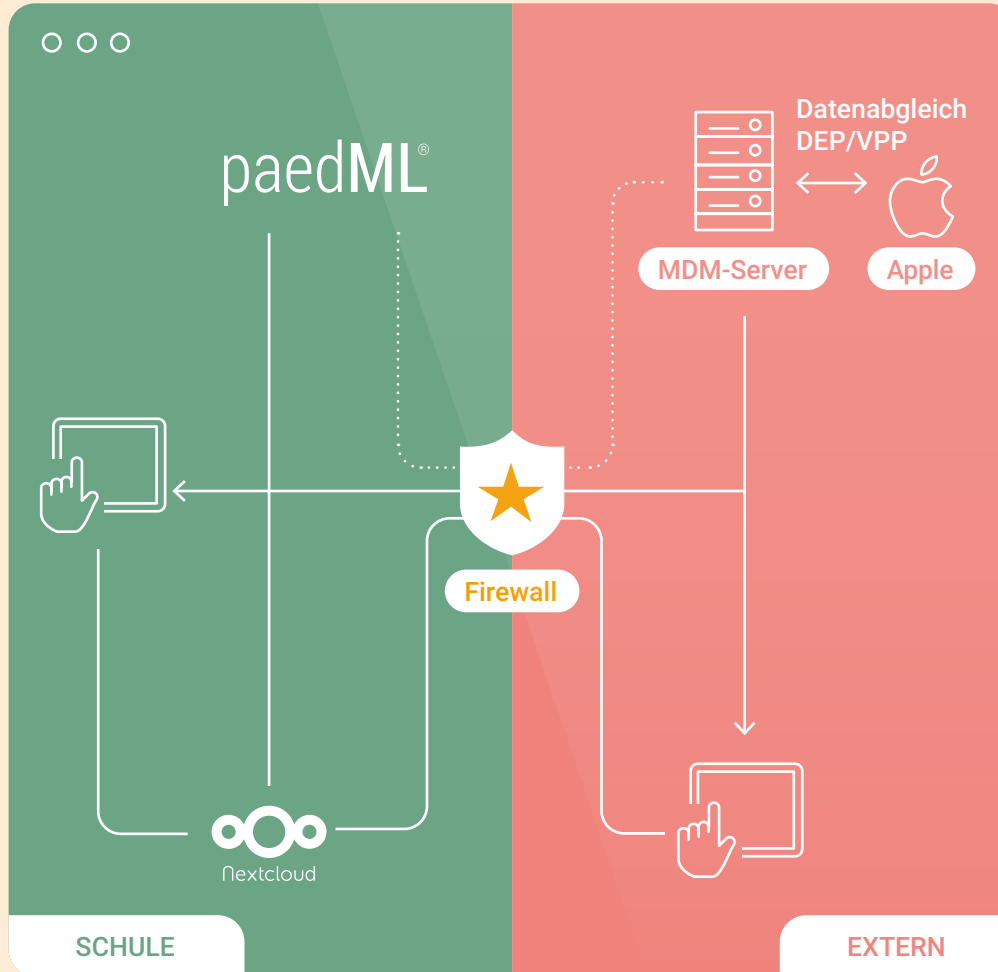 paedML®
Datenabgleich
DEP/VPP
MDM-Server
Apple
Firewall
Nextcloud
SCHULE
EXTERN